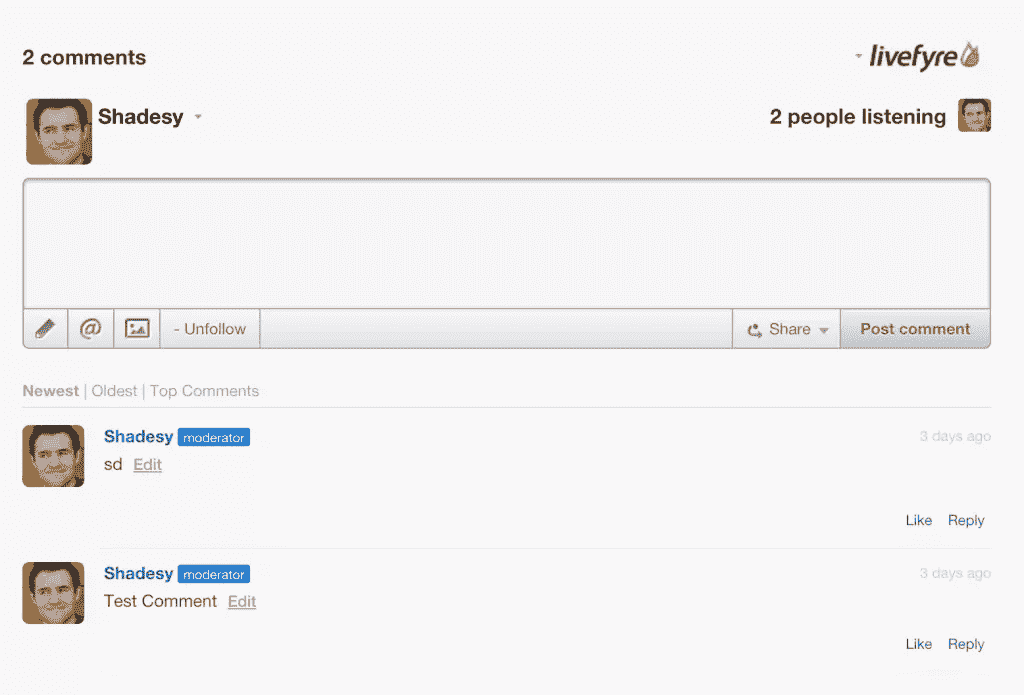 2 comments
livefyre
Shadesy
2 people listening
@
- Unfollow
Share
Post comment
Newest | Oldest | Top Comments
Shadesy moderator
3 days ago
sd Edit
Like Reply
Shadesy moderator
3 days ago
Test Comment Edit
Like Reply